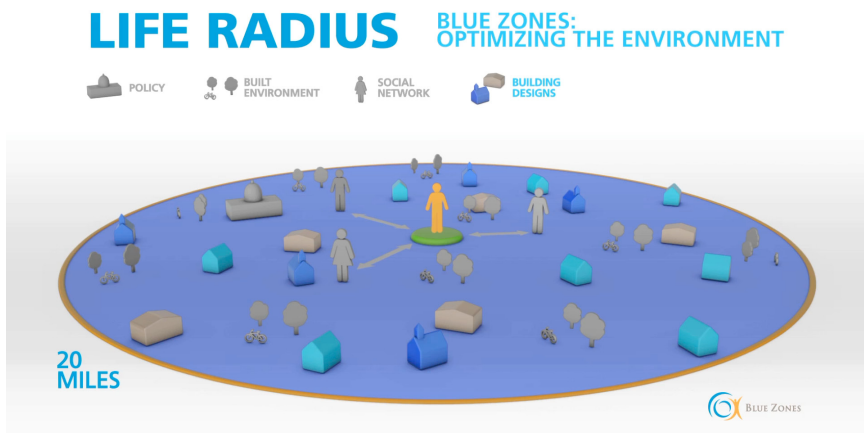 LIFE RADIUS
BLUE ZONES:
OPTIMIZING THE ENVIRONMENT
POLICY
BUILT
ENVIRONMENT
SOCIAL
NETWORK
BUILDING
DESIGNS
20
MILES
BLUE ZONES